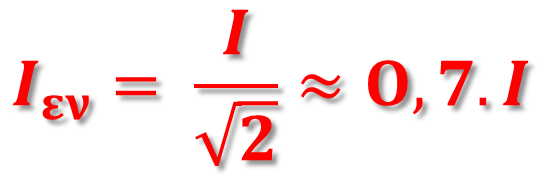 I_εν = I/√2 ≈ 0,7.I